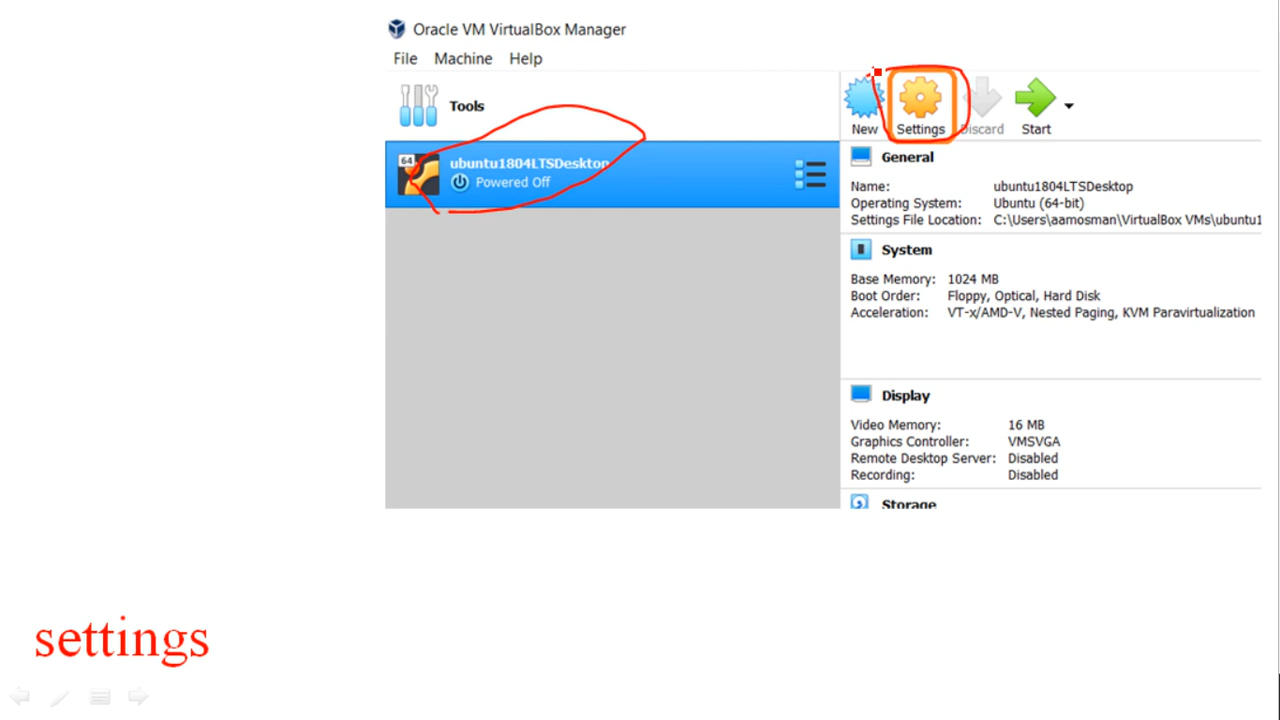 Oracle VM VirtualBox Manager
File Machine Help
Tools
New Settings Discard Start
64
ubuntu1804LTSDesktop
Powered Off
General
Name: ubuntu1804LTSDesktop
Operating System: Ubuntu (64-bit)
Settings File Location: C:\Users\aamosman\VirtualBox VMs\ubuntu1
System
Base Memory: 1024 MB
Boot Order: Floppy, Optical, Hard Disk
Acceleration: VT-x/AMD-V, Nested Paging, KVM Paravirtualization
Display
Video Memory: 16 MB
Graphics Controller: VMSVGA
Remote Desktop Server: Disabled
Recording: Disabled
Storage
settings